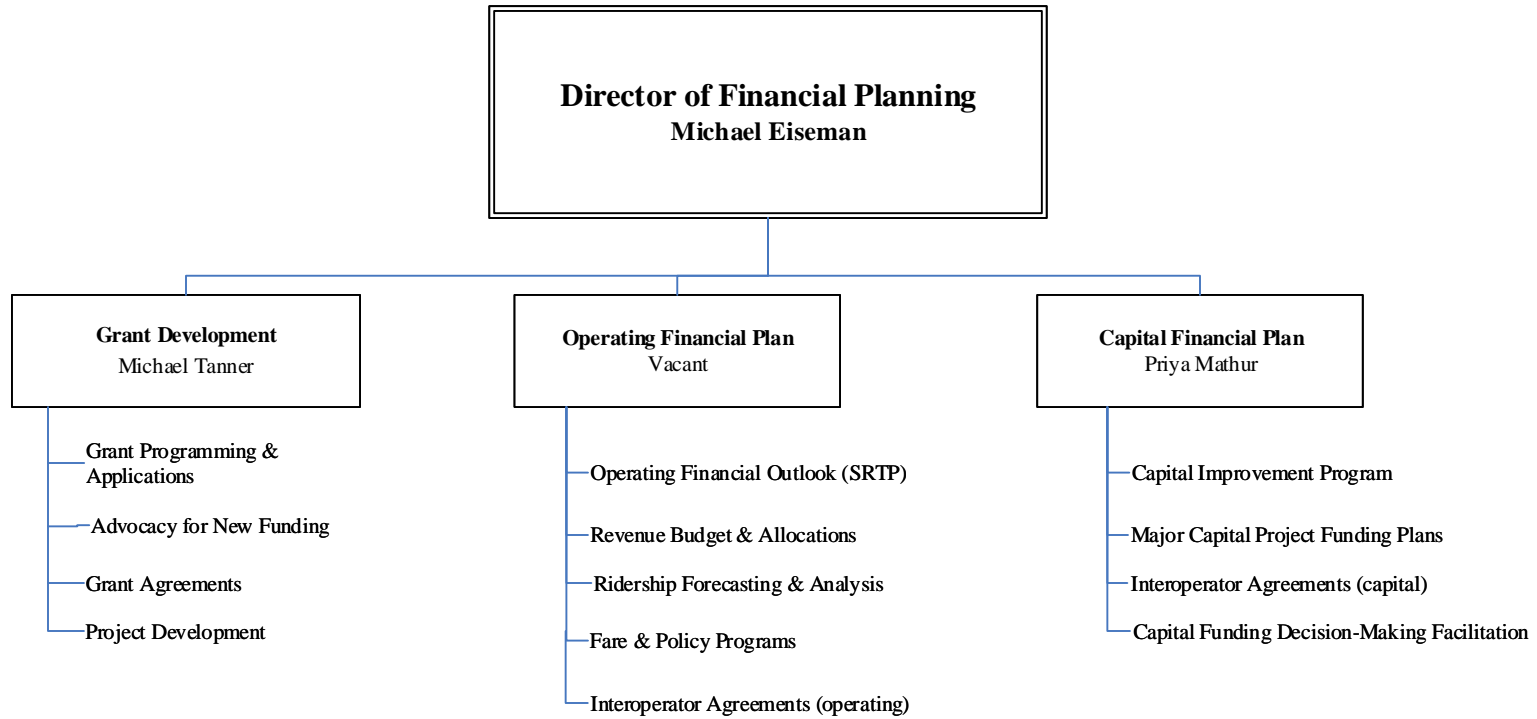 Director of Financial Planning
Michael Eiseman
Grant Development
Michael Tanner
Grant Programming &
Applications
Advocacy for New Funding
Grant Agreements
Project Development
Operating Financial Plan
Vacant
Operating Financial Outlook (SRTP)
Revenue Budget & Allocations
Ridership Forecasting & Analysis
Fare & Policy Programs
Interoperator Agreements (operating)
Capital Financial Plan
Priya Mathur
Capital Improvement Program
Major Capital Project Funding Plans
Interoperator Agreements (capital)
Capital Funding Decision-Making Facilitation